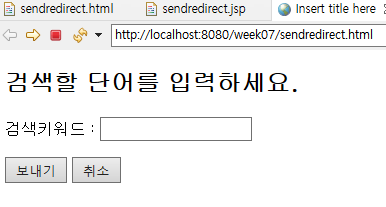 sendredirect.html sendredirect.jsp Insert title here
http://localhost:8080/week07/sendredirect.html
검색할 단어를 입력하세요.
검색키워드 :
보내기 취소